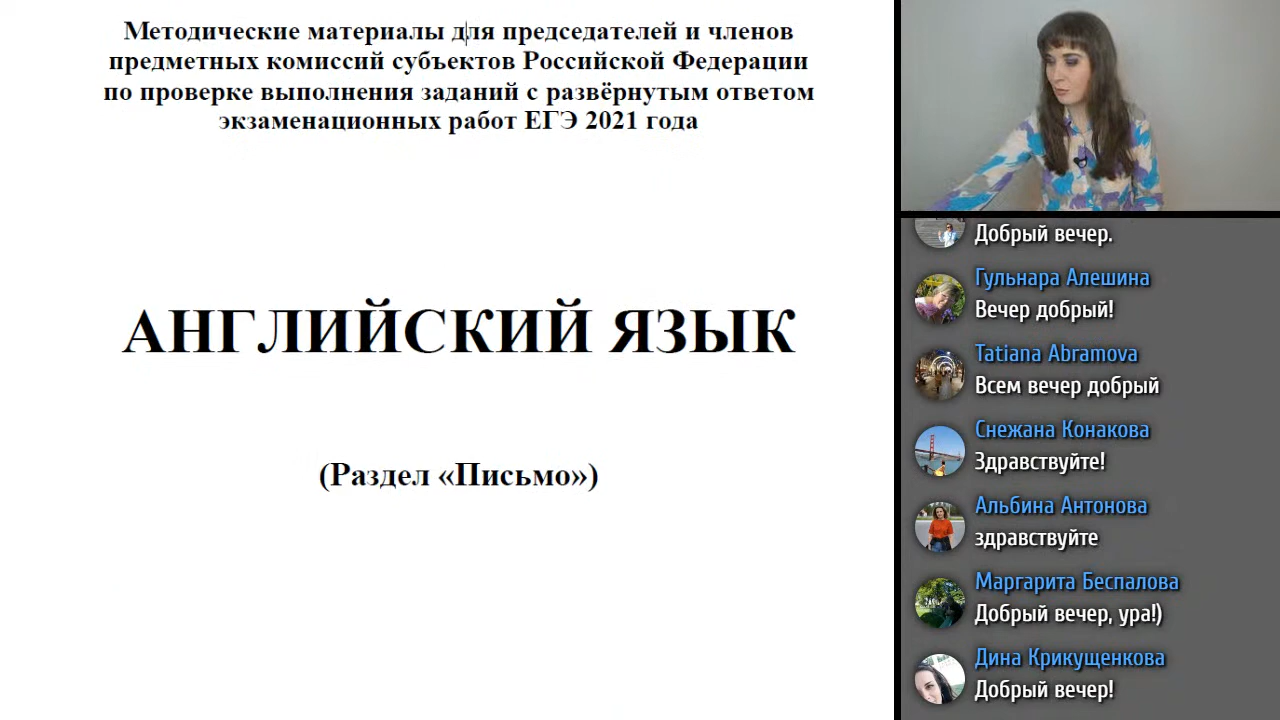 Методические материалы для председателей и членов
предметных комиссий субъектов Российской Федерации
по проверке выполнения заданий с развёрнутым ответом
экзаменационных работ ЕГЭ 2021 года
АНГЛИЙСКИЙ ЯЗЫК
(Раздел «Письмо»)
Добрый вечер.
Гульнара Алешина
Вечер добрый!
Tatiana Abramova
Всем вечер добрый
Снежана Конакова
Здравствуйте!
Альбина Антонова
здравствуйте
Маргарита Беспалова
Добрый вечер, ура!)
Дина Крикущенкова
Добрый вечер!